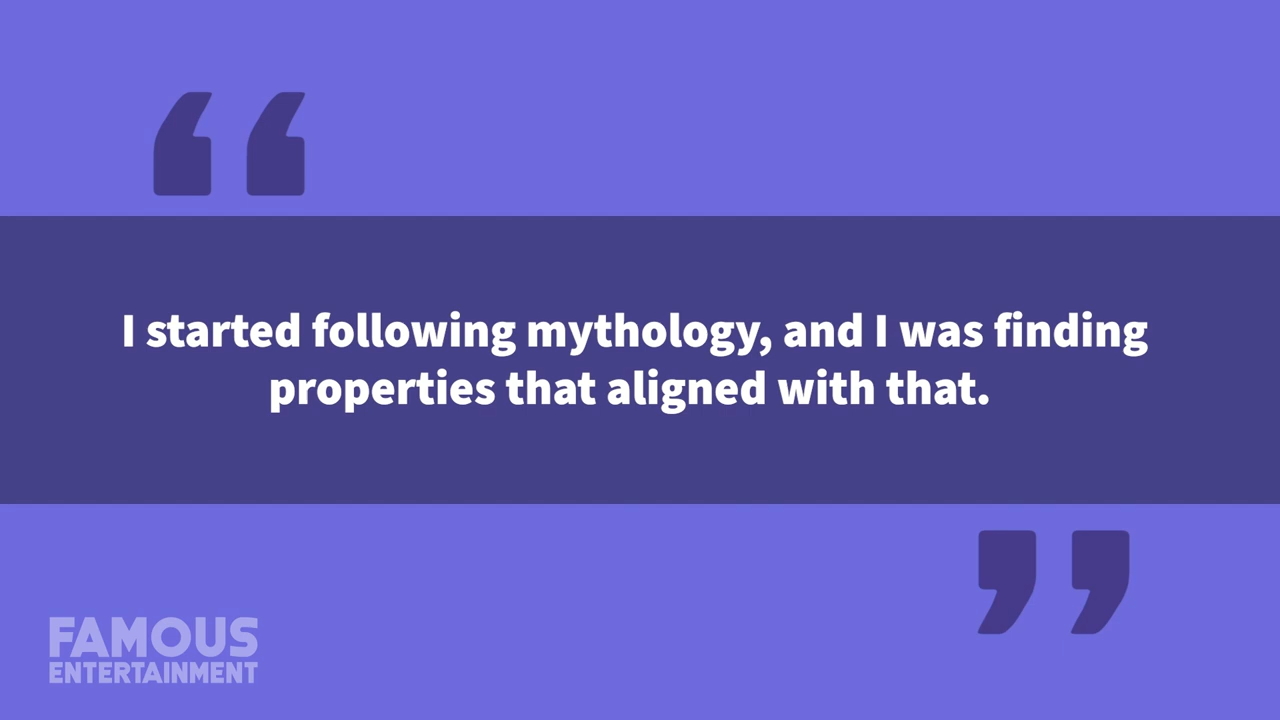 I started following mythology, and I was finding
properties that aligned with that.
FAMOUS
ENTERTAINMENT